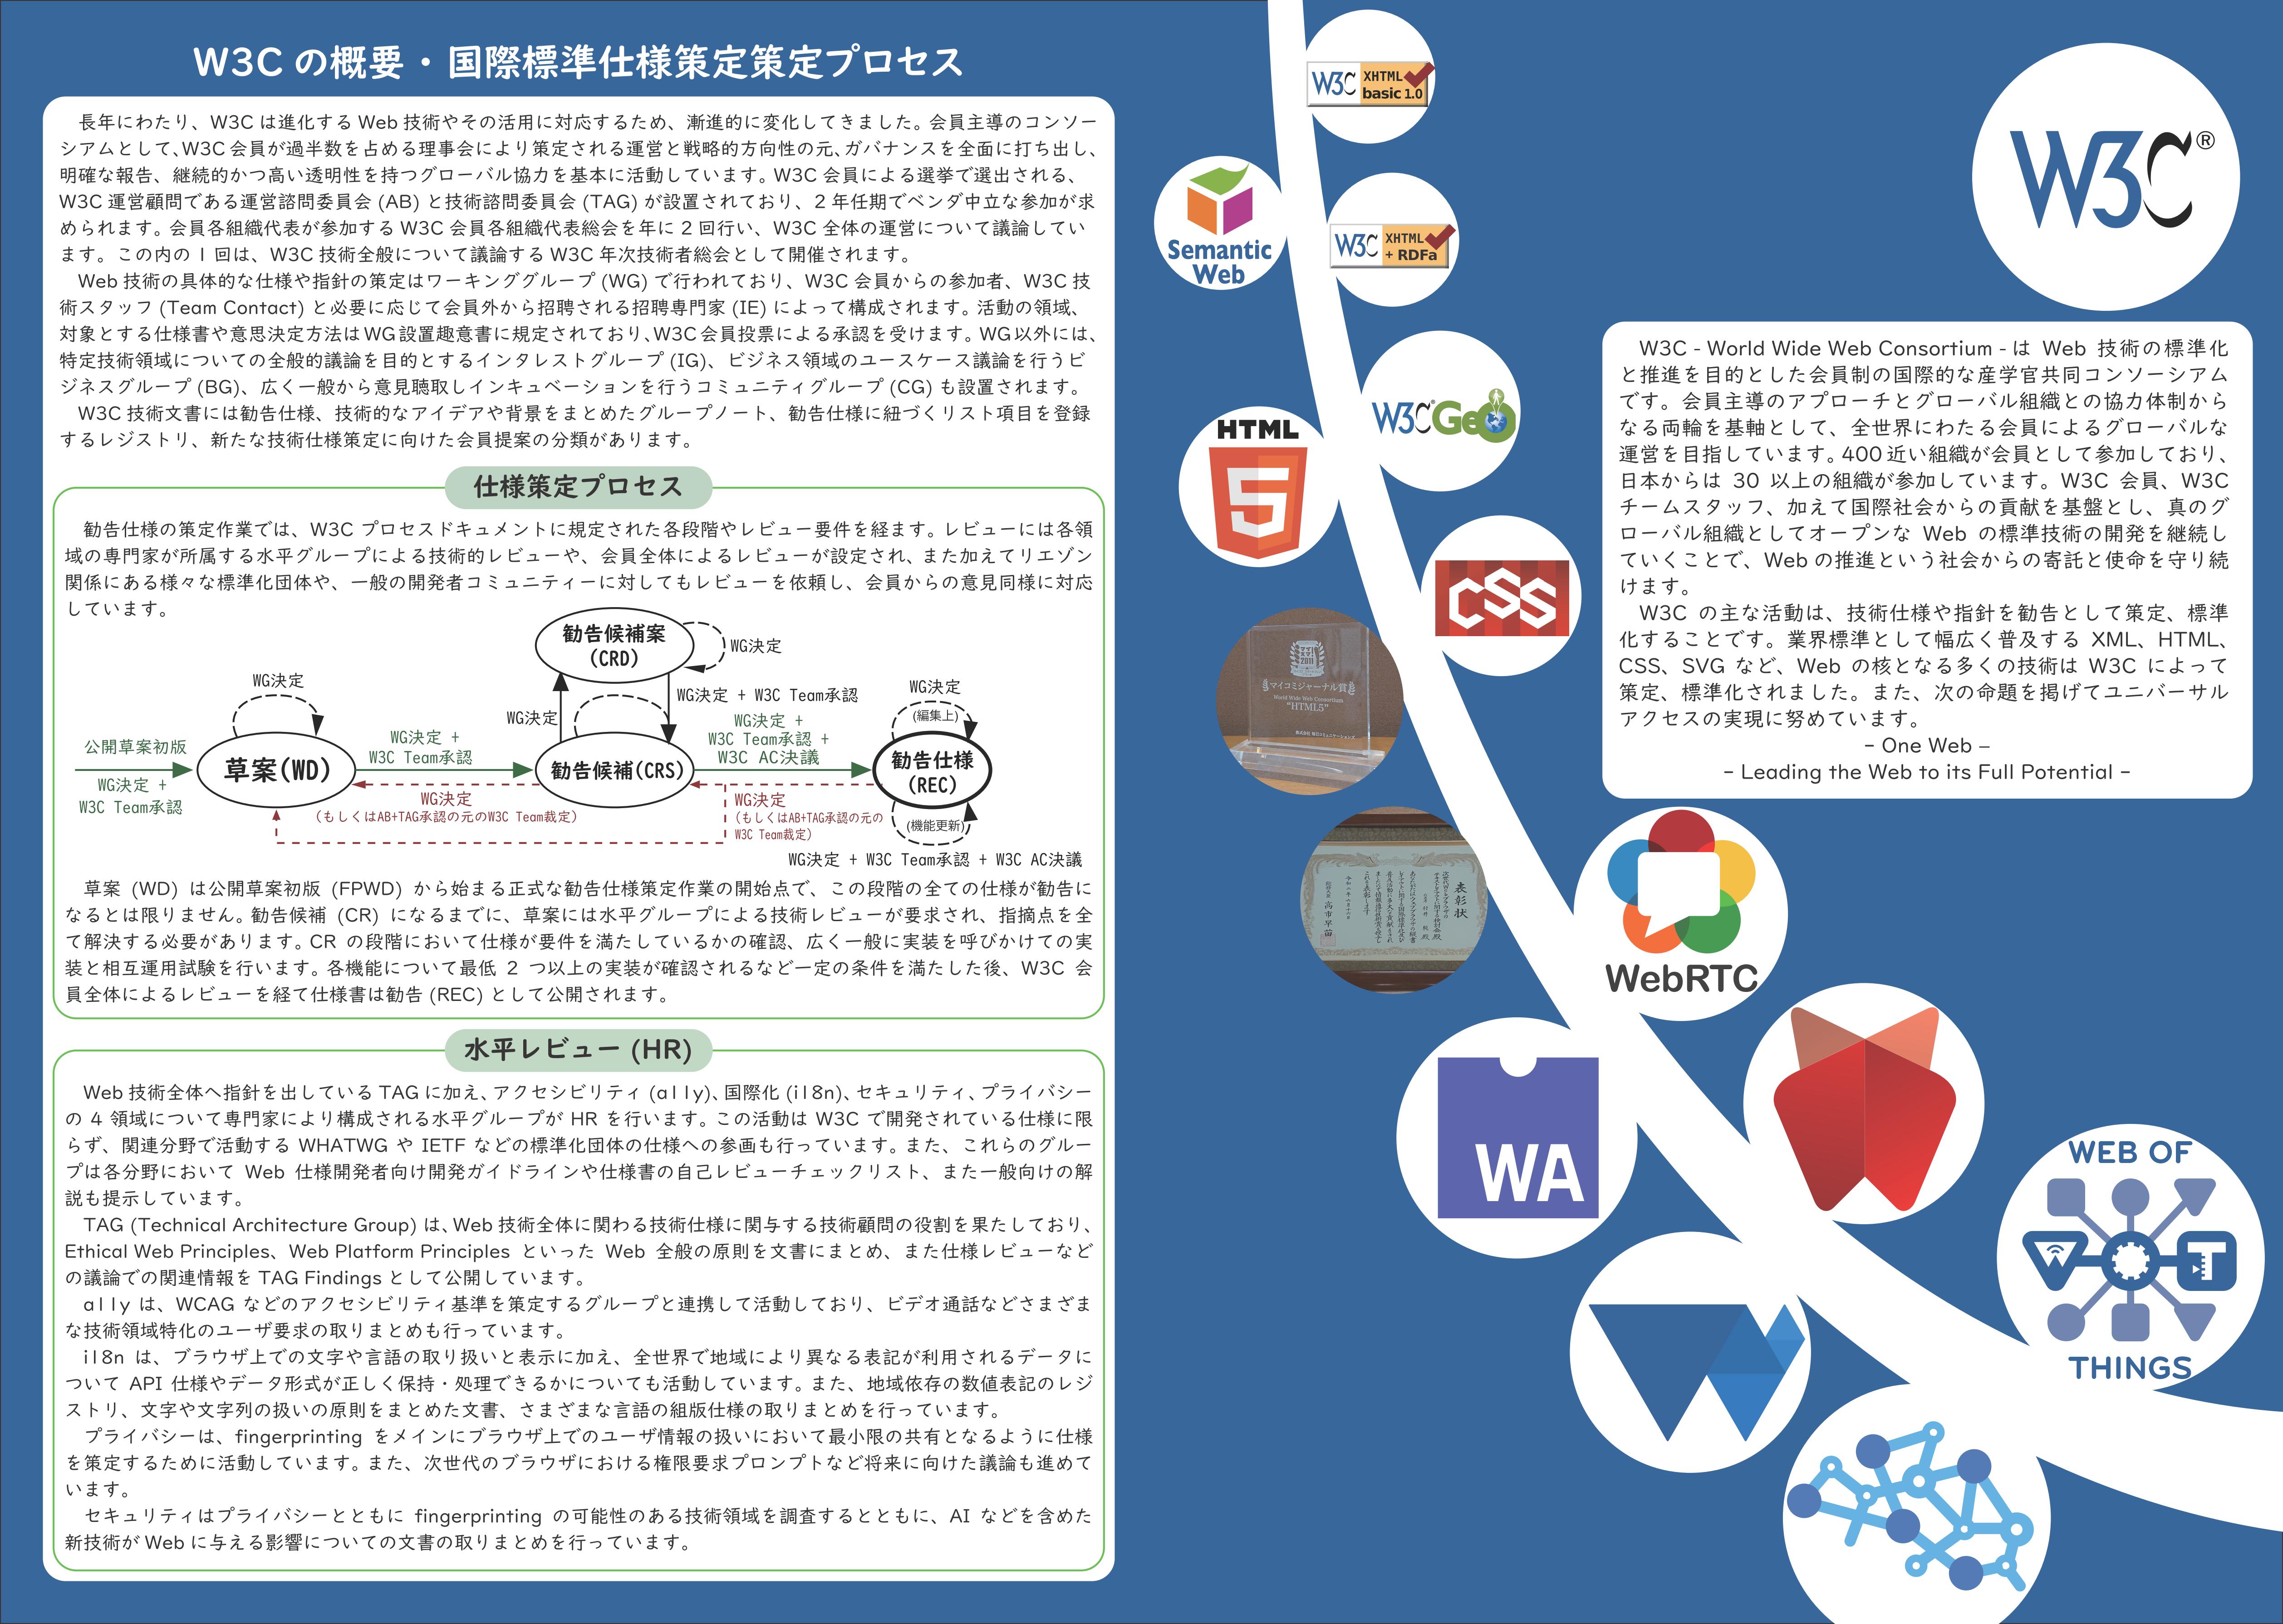 W3C の概要・国際標準仕様策定策定プロセス
長年にわたり、W3C は進化する Web 技術やその活用に対応するため、漸進的に変化してきました。会員主導のコンソー
シアムとして、W3C 会員が過半数を占める理事会により策定される運営と戦略的方向性の元、ガバナンスを全面に打ち出し、
明確な報告、継続的かつ高い透明性を持つグローバル協力を基本に活動しています。W3C 会員による選挙で選出される、
W3C 運営顧問である運営諮問委員会 (AB) と技術諮問委員会 (TAG) が設置されており、2 年任期でベンダ中立な参加が求
められます。会員各組織代表が参加する W3C 会員各組織代表総会を年に 2 回行い、W3C 全体の運営について議論してい
ます。この内の 1 回は、W3C 技術全般について議論する W3C 年次技術者総会として開催されます。
Web 技術の具体的な仕様や指針の策定はワーキンググループ (WG) で行われており、W3C 会員からの参加者、W3C 技
術スタッフ (Team Contact) と必要に応じて会員外から招聘される招聘専門家 (IE) によって構成されます。活動の領域、
対象とする仕様書や意思決定方法は WG 設置趣意書に規定されており、W3C 会員投票による承認を受けます。WG 以外には、
特定技術領域についての全般的議論を目的とするインタレストグループ (IG)、ビジネス領域のユースケース議論を行うビ
ジネスグループ (BG)、広く一般から意見聴取しインキュベーションを行うコミュニティグループ (CG) も設置されます。
W3C 技術文書には勧告仕様、技術的なアイデアや背景をまとめたグループノート、勧告仕様に紐づくリスト項目を登録
するレジストリ、新たな技術仕様策定に向けた会員提案の分類があります。
仕様策定プロセス
勧告仕様の策定作業では、W3C プロセスドキュメントに規定された各段階やレビュー要件を経ます。レビューには各領
域の専門家が所属する水平グループによる技術的レビューや、会員全体によるレビューが設定され、また加えてリエゾン
関係にある様々な標準化団体や、一般の開発者コミュニティーに対してもレビューを依頼し、会員からの意見同様に対応
しています。
勧告候補案
(CRD)
WG決定
WG決定
WG決定
WG決定 + W3C Team承認
WG決定
(編集上)
公開草案初版
WG決定 +
W3C Team承認
草案(WD)
WG決定 +
W3C Team承認
勧告候補(CRS)
WG決定 +
W3C Team承認 +
W3C AC決議
勧告仕様
(REC)
WG決定
(もしくはAB+TAG承認の元のW3C Team裁定)
WG決定
(もしくはAB+TAG承認の元の
W3C Team裁定)
(機能更新)
WG決定 + W3C Team承認 + W3C AC決議
草案 (WD) は公開草案初版 (FPWD) から始まる正式な勧告仕様策定作業の開始点で、この段階の全ての仕様が勧告に
なるとは限りません。勧告候補 (CR) になるまでに、草案には水平グループによる技術レビューが要求され、指摘点を全
て解決する必要があります。CR の段階において仕様が要件を満たしているかの確認、広く一般に実装を呼びかけての実
装と相互運用試験を行います。各機能について最低 2 つ以上の実装が確認されるなど一定の条件を満たした後、W3C 会
員全体によるレビューを経て仕様書は勧告 (REC) として公開されます。
水平レビュー (HR)
Web 技術全体へ指針を出している TAG に加え、アクセシビリティ (a11y)、国際化 (i18n)、セキュリティ、プライバシー
の 4 領域について専門家により構成される水平グループが HR を行います。この活動は W3C で開発されている仕様に限
らず、関連分野で活動する WHATWG や IETF などの標準化団体の仕様への参画も行っています。また、これらのグルー
プは各分野において Web 仕様開発者向け開発ガイドラインや仕様書の自己レビューチェックリスト、また一般向けの解
説も提示しています。
TAG (Technical Architecture Group) は、Web 技術全体に関わる技術仕様に関与する技術顧問の役割を果たしており、
Ethical Web Principles、Web Platform Principles といった Web 全般の原則を文書にまとめ、また仕様レビューなど
の議論での関連情報を TAG Findings として公開しています。
a11y は、WCAG などのアクセシビリティ基準を策定するグループと連携して活動しており、ビデオ通話などさまざま
な技術領域特化のユーザ要求の取りまとめも行っています。
i18n は、ブラウザ上での文字や言語の取り扱いと表示に加え、全世界で地域により異なる表記が利用されるデータに
ついて API 仕様やデータ形式が正しく保持・処理できるかについても活動しています。また、地域依存の数値表記のレジ
ストリ、文字や文字列の扱いの原則をまとめた文書、さまざまな言語の組版仕様の取りまとめを行っています。
プライバシーは、fingerprinting をメインにブラウザ上でのユーザ情報の扱いにおいて最小限の共有となるように仕様
を策定するために活動しています。また、次世代のブラウザにおける権限要求プロンプトなど将来に向けた議論も進めて
います。
セキュリティはプライバシーとともに fingerprinting の可能性のある技術領域を調査するとともに、AI などを含めた
新技術が Web に与える影響についての文書の取りまとめを行っています。
W3C XHTML basic 1.0
Semantic
Web
W3C XHTML + RDFa
W3C Geo
HTML
5
CSS
マイコミジャーナル賞
World Wide Web Consortium
"HTML5"
表彰状
高市早苗
W3C®
W3C - World Wide Web Consortium - は Web 技術の標準化
と推進を目的とした会員制の国際的な産学官共同コンソーシアム
です。会員主導のアプローチとグローバル組織との協力体制から
なる両輪を基軸として、全世界にわたる会員によるグローバルな
運営を目指しています。400 近い組織が会員として参加しており、
日本からは 30 以上の組織が参加しています。W3C 会員、W3C
チームスタッフ、加えて国際社会からの貢献を基盤とし、真のグ
ローバル組織としてオープンな Web の標準技術の開発を継続し
ていくことで、Web の推進という社会からの寄託と使命を守り続
けます。
W3C の主な活動は、技術仕様や指針を勧告として策定、標準
化することです。業界標準として幅広く普及する XML、HTML、
CSS、SVG など、Web の核となる多くの技術は W3C によって
策定、標準化されました。また、次の命題を掲げてユニバーサル
アクセスの実現に努めています。
– One Web –
– Leading the Web to its Full Potential –
WebRTC
WA
WEB OF
W T
THINGS